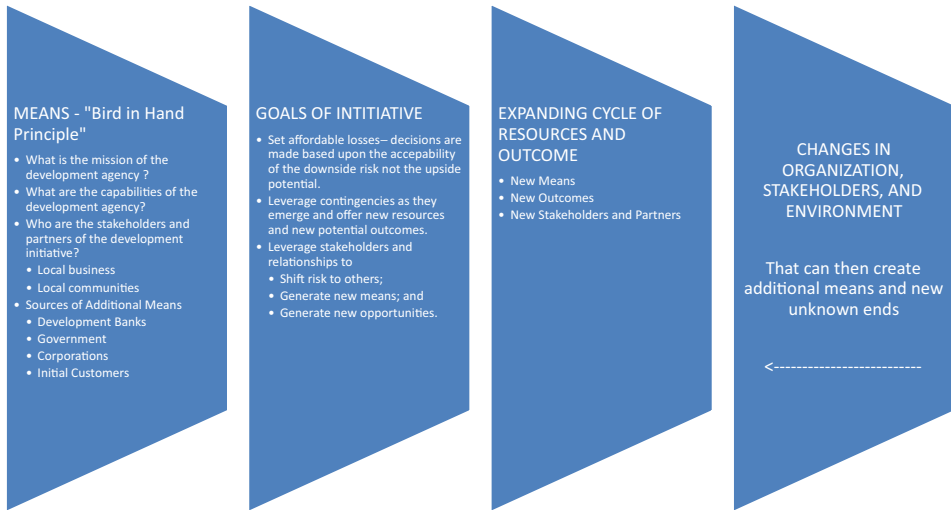 MEANS - "Bird in Hand
Principle"
• What is the mission of the
development agency ?
• What are the capabilities of the
development agency?
• Who are the stakeholders and
partners of the development
initiative?
• Local business
• Local communities
• Sources of Additional Means
• Development Banks
• Government
• Corporations
• Initial Customers
GOALS OF INTITIATIVE
• Set affordable losses– decisions are
made based upon the accepability
of the downside risk not the upside
potential.
• Leverage contingencies as they
emerge and offer new resources
and new potential outcomes.
• Leverage stakeholders and
relationships to
• Shift risk to others;
• Generate new means; and
• Generate new opportunities.
EXPANDING CYCLE OF
RESOURCES AND
OUTCOME
• New Means
• New Outcomes
• New Stakeholders and Partners
CHANGES IN
ORGANIZATION,
STAKEHOLDERS, AND
ENVIRONMENT
That can then create
additional means and new
unknown ends
<--------------------------